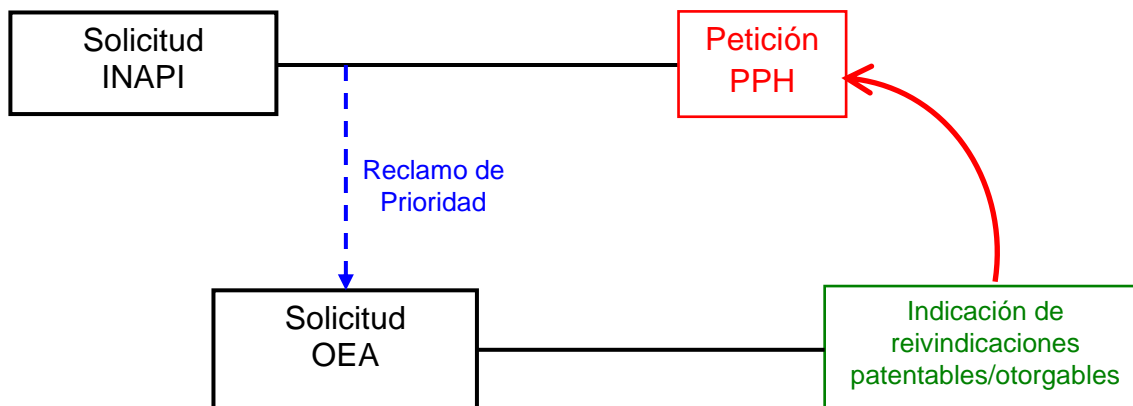 Solicitud
INAPI
Petición
PPH
Reclamo de
Prioridad
Solicitud
OEA
Indicación de
reivindicaciones
patentables/otorgables